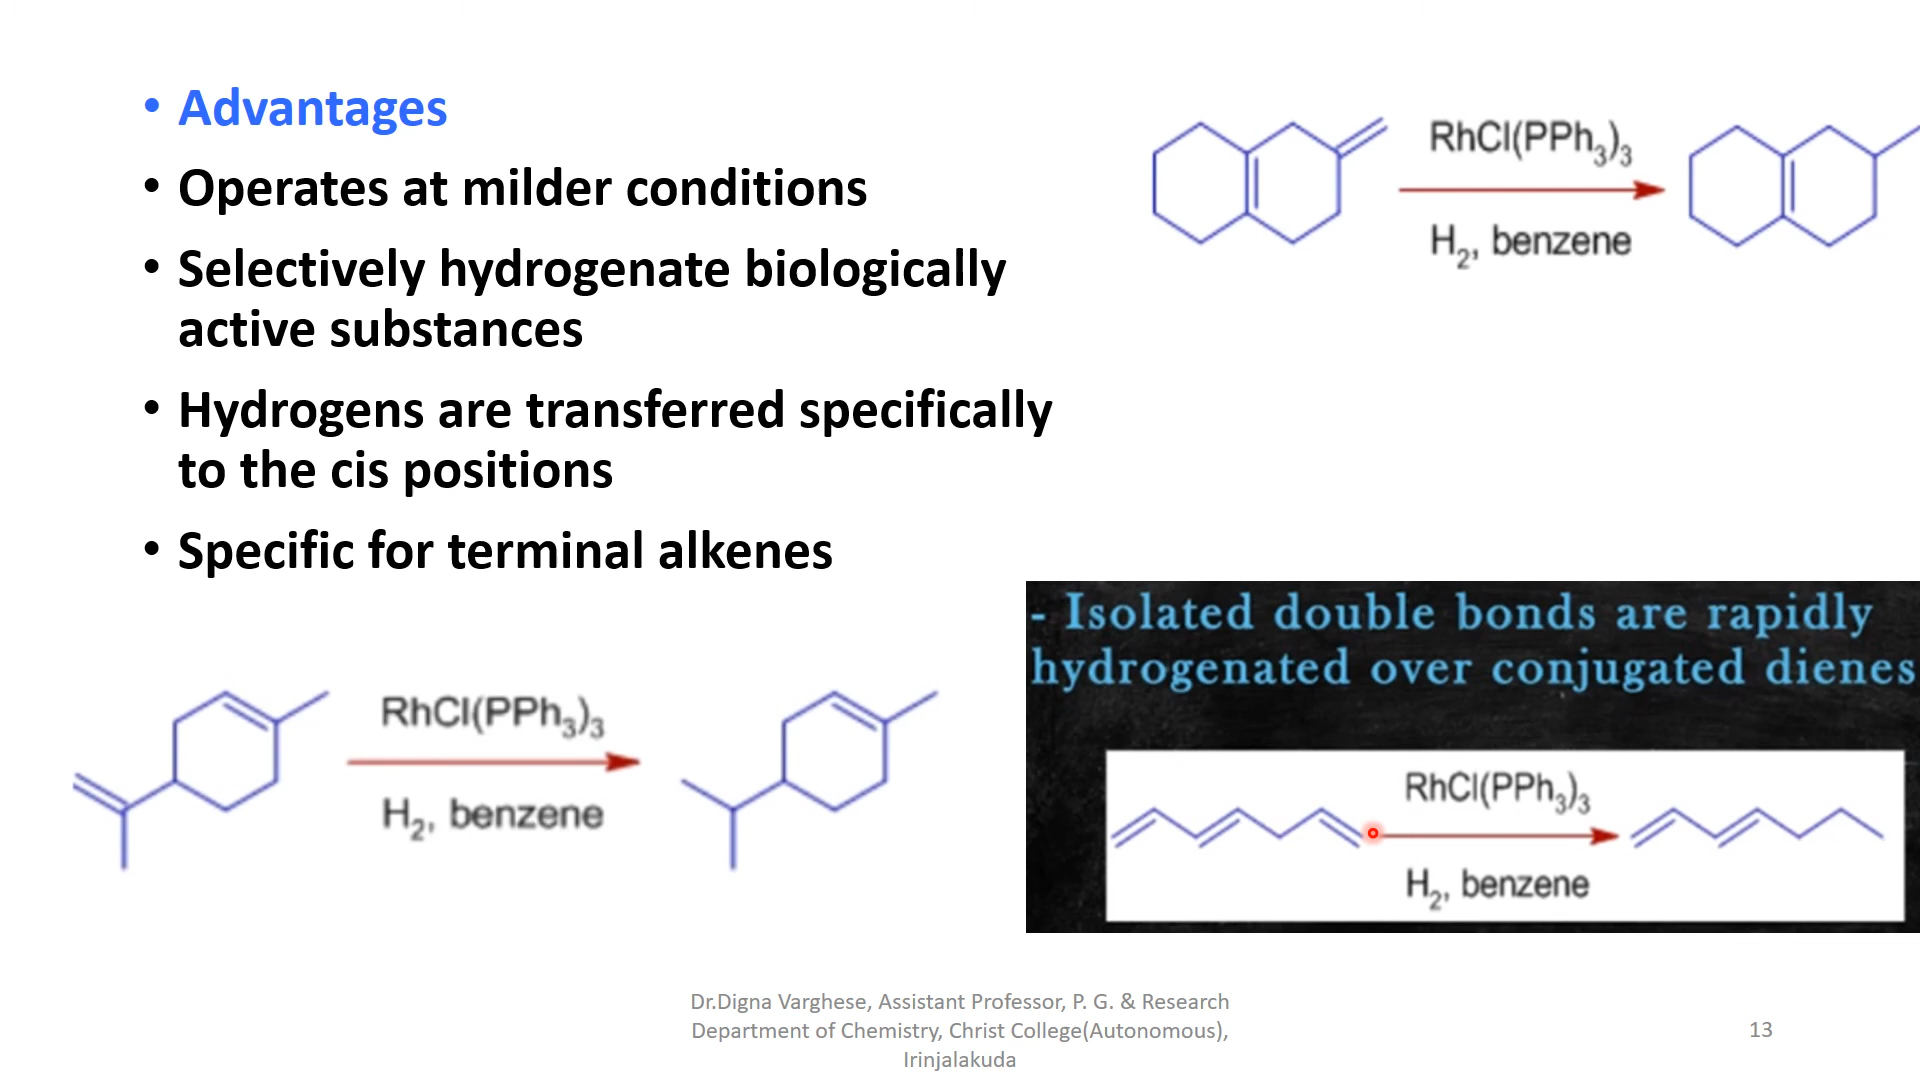 • Advantages
• Operates at milder conditions
• Selectively hydrogenate biologically
active substances
• Hydrogens are transferred specifically
to the cis positions
• Specific for terminal alkenes
RhCl(PPh₃)₃
H₂, benzene
RhCl(PPh₃)₃
H₂, benzene
- Isolated double bonds are rapidly
hydrogenated over conjugated dienes
RhCl(PPh₃)₃
H₂, benzene
Dr.Digna Varghese, Assistant Professor, P. G. & Research
Department of Chemistry, Christ College(Autonomous),
Irinjalakuda
13